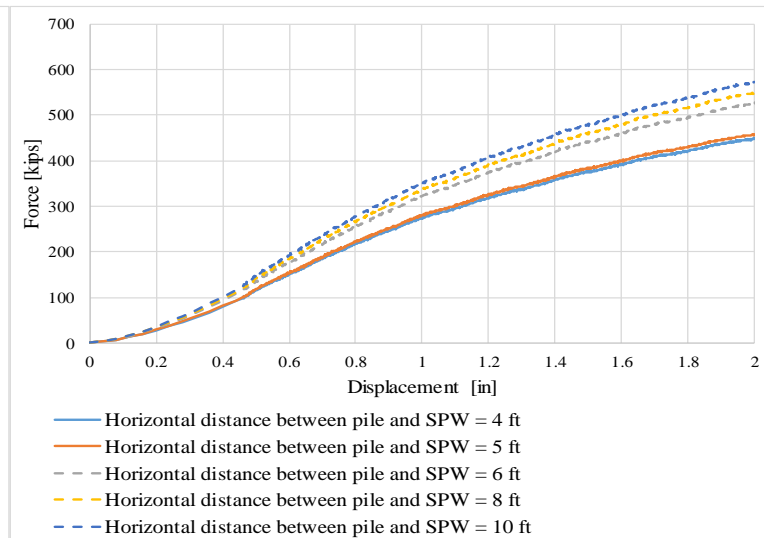 700
600
500
400
300
200
100
0
Force [kips]
0 0.2 0.4 0.6 0.8 1 1.2 1.4 1.6 1.8 2
Displacement [in]
Horizontal distance between pile and SPW = 4 ft
Horizontal distance between pile and SPW = 5 ft
Horizontal distance between pile and SPW = 6 ft
Horizontal distance between pile and SPW = 8 ft
Horizontal distance between pile and SPW = 10 ft